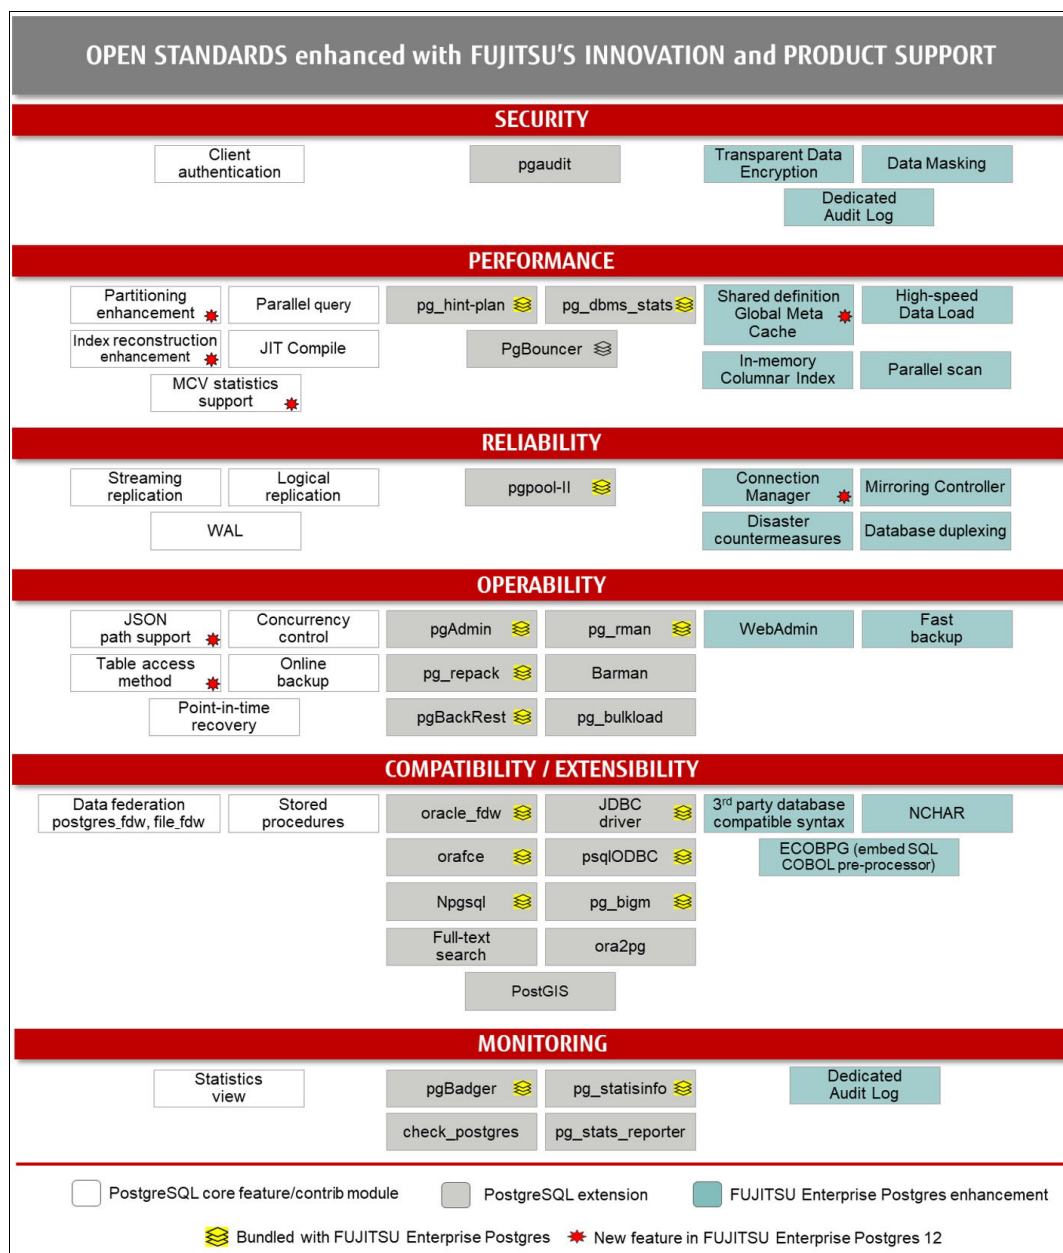 OPEN STANDARDS enhanced with FUJITSU'S INNOVATION and PRODUCT SUPPORT
SECURITY
Client
authentication
pgaudit
Transparent Data
Encryption
Data Masking
Dedicated
Audit Log
PERFORMANCE
Partitioning
enhancement
Parallel query
pg_hint-plan
pg_dbms_stats
Shared definition
Global Meta
Cache
High-speed
Data Load
Index reconstruction
enhancement
JIT Compile
PgBouncer
In-memory
Columnar Index
Parallel scan
MCV statistics
support
RELIABILITY
Streaming
replication
Logical
replication
pgpool-II
Connection
Manager
Mirroring Controller
WAL
Disaster
countermeasures
Database duplexing
OPERABILITY
JSON
path support
Concurrency
control
pgAdmin
pg_rman
WebAdmin
Fast
backup
Table access
method
Online
backup
pg_repack
Barman
Point-in-time
recovery
pgBackRest
pg_bulkload
COMPATIBILITY / EXTENSIBILITY
Data federation
postgres_fdw, file_fdw
Stored
procedures
oracle_fdw
JDBC
driver
3rd party database
compatible syntax
NCHAR
orafce
psqlODBC
ECOBPG (embed SQL
COBOL pre-processor)
Npgsql
pg_bigm
Full-text
search
ora2pg
PostGIS
MONITORING
Statistics
view
pgBadger
pg_statisinfo
Dedicated
Audit Log
check_postgres
pg_stats_reporter
PostgreSQL core feature/contrib module
PostgreSQL extension
FUJITSU Enterprise Postgres enhancement
Bundled with FUJITSU Enterprise Postgres
New feature in FUJITSU Enterprise Postgres 12